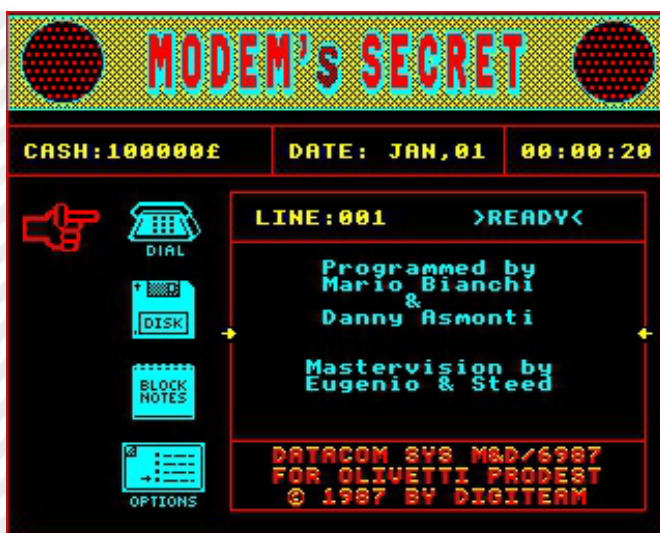 MODEM's SECRET
CASH:100000£ DATE: JAN,01 00:00:20
LINE:001 >READY<
DIAL
Programmed by
Mario Bianchi
&
Danny Asmonti
DISK
Mastervision by
Eugenio & Steed
BLOCK
NOTES
DATACOM SYS M&D/6987
FOR OLIVETTI PRODEST
© 1987 BY DIGITEAM
OPTIONS